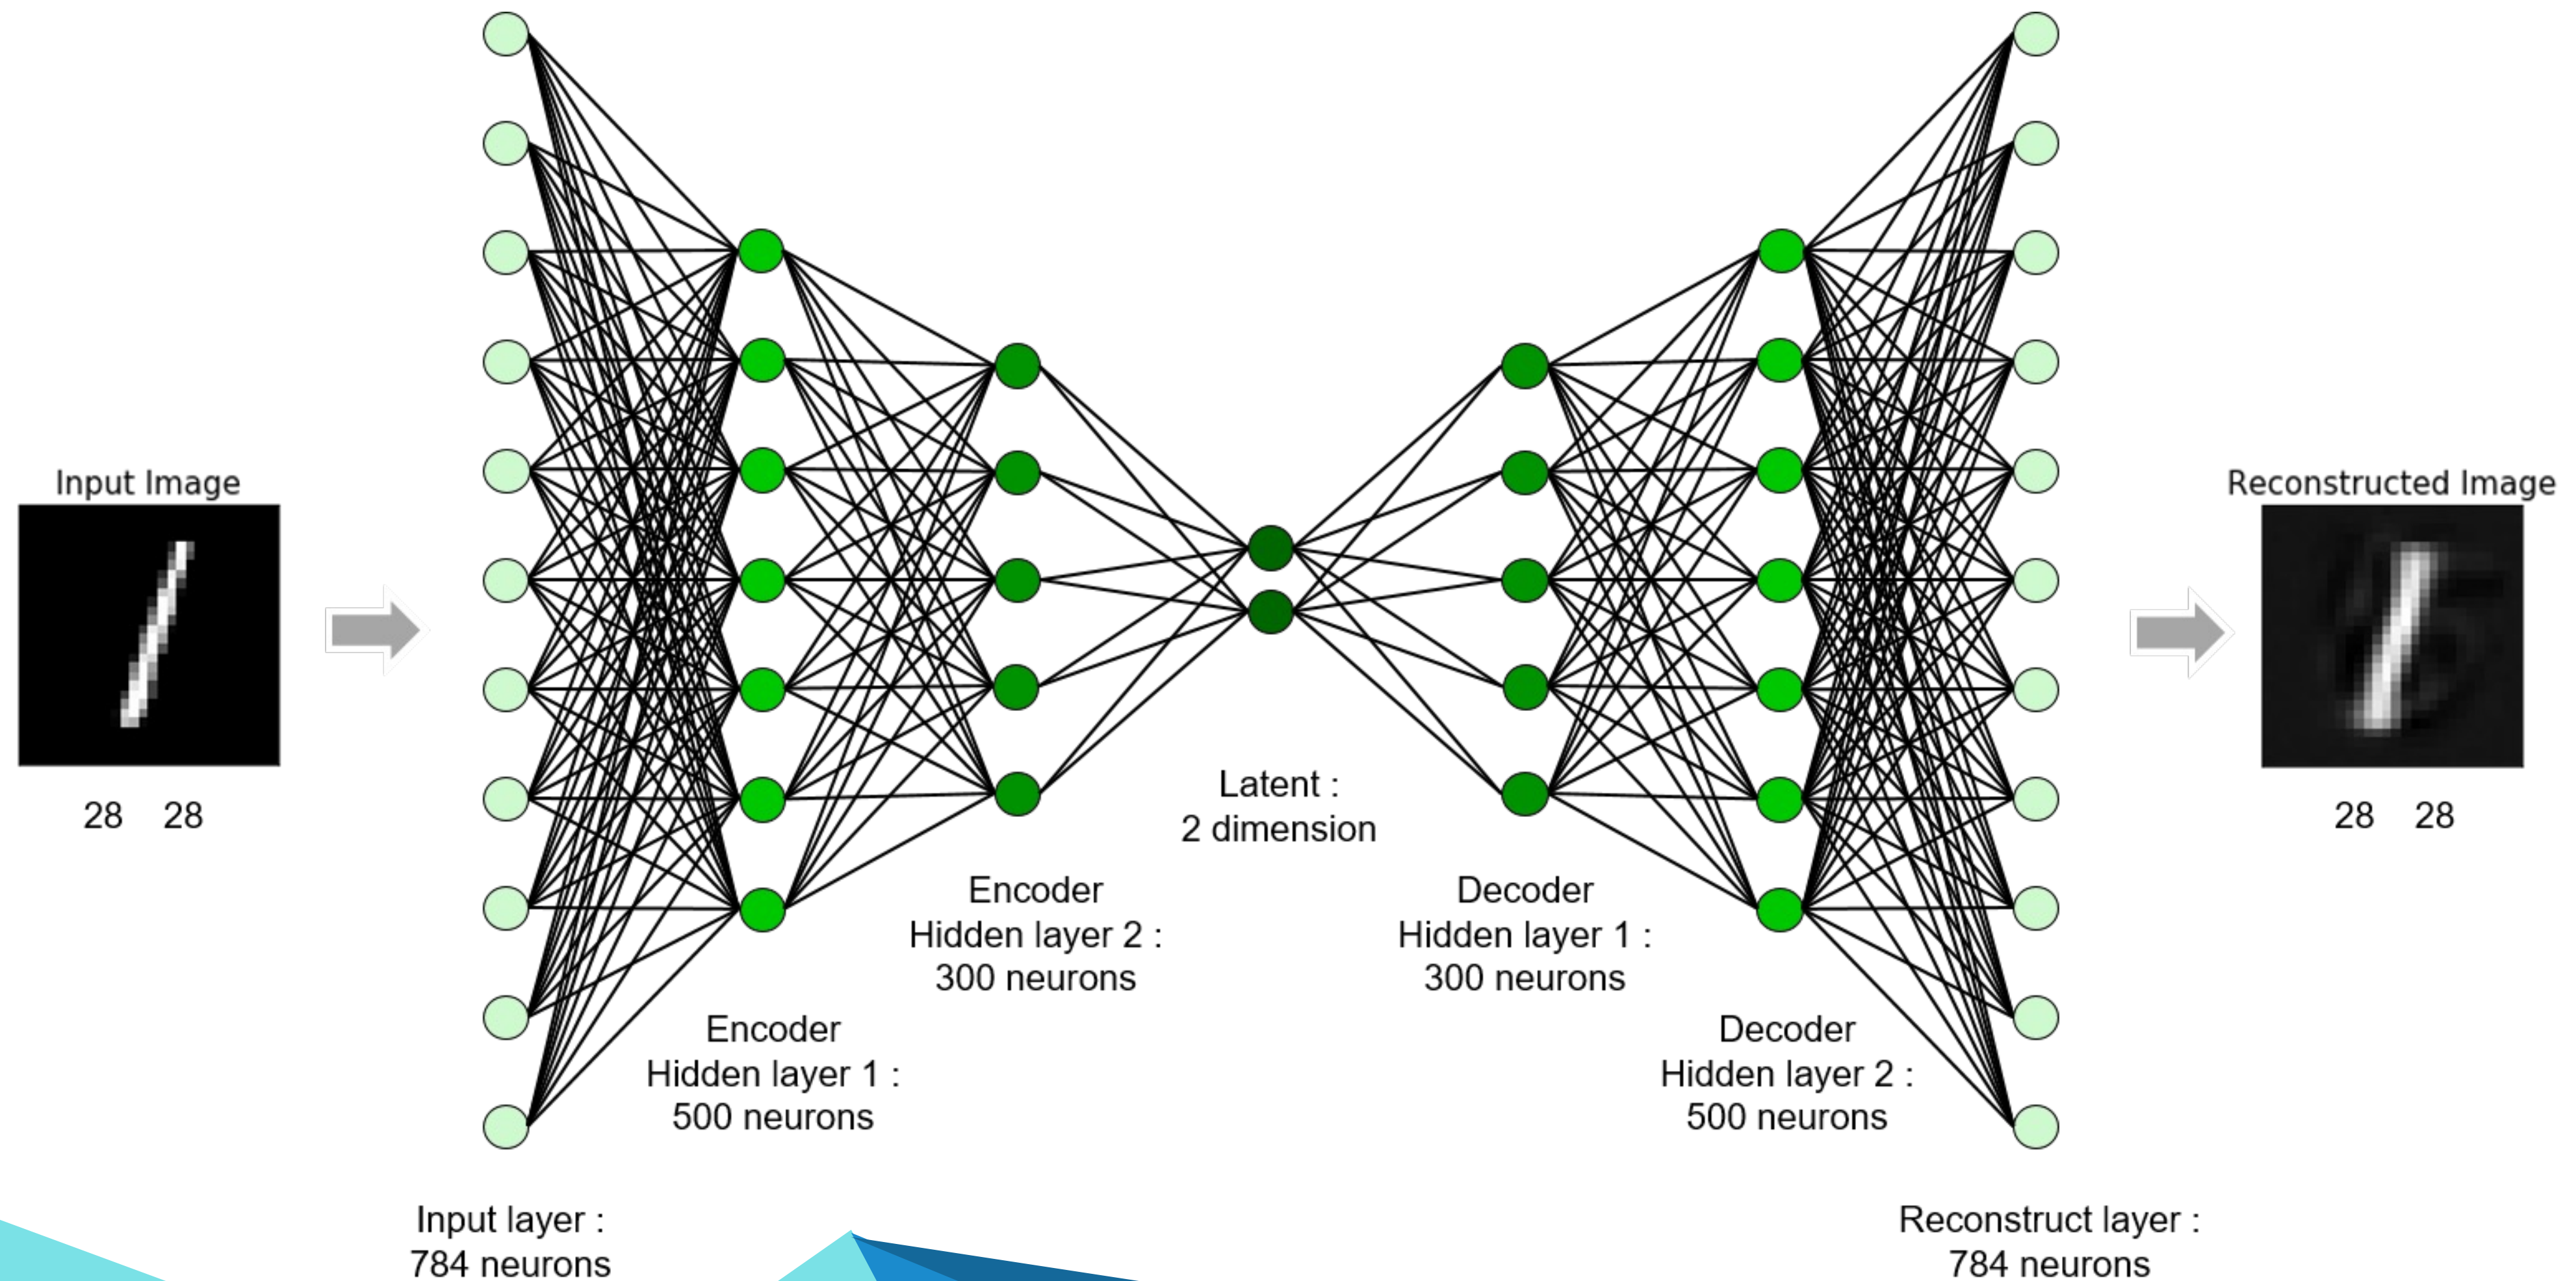 Input Image
28 28
Input layer :
784 neurons
Encoder
Hidden layer 1 :
500 neurons
Encoder
Hidden layer 2 :
300 neurons
Latent :
2 dimension
Decoder
Hidden layer 1 :
300 neurons
Decoder
Hidden layer 2 :
500 neurons
Reconstruct layer :
784 neurons
Reconstructed Image
28 28